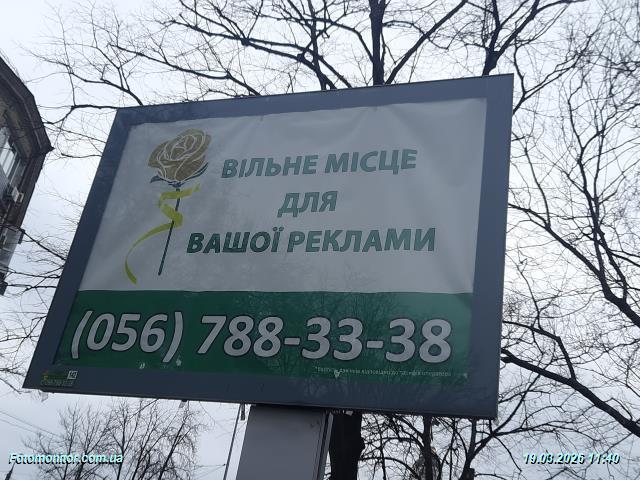 ВІЛЬНЕ МІСЦЕ
ДЛЯ
ВАШОЇ РЕКЛАМИ
(056) 788-33-38
Fotomonitor.com.ua
19.03.2026 11:40